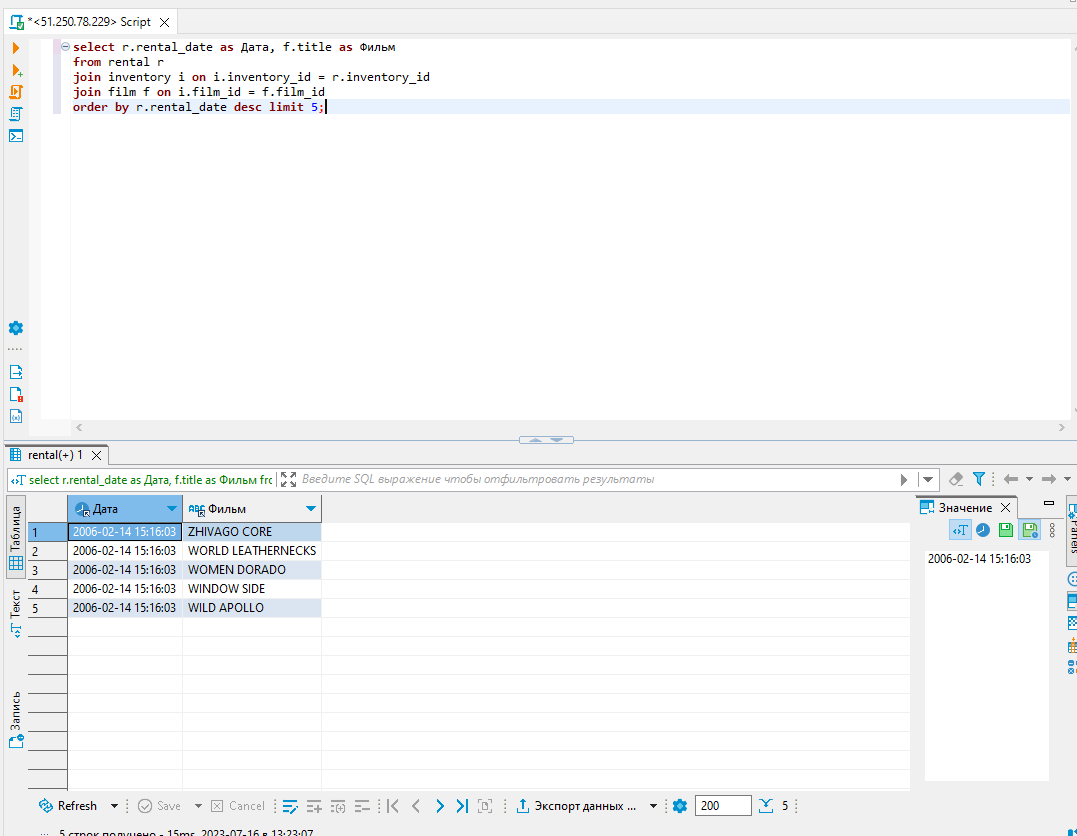 *<51.250.78.229> Script
select r.rental_date as Дата, f.title as Фильм
from rental r
join inventory i on i.inventory_id = r.inventory_id
join film f on i.film_id = f.film_id
order by r.rental_date desc limit 5;
rental(+) 1
select r.rental_date as Дата, f.title as Фильм frc
Введите SQL выражение чтобы отфильтровать результаты
Таблица
Текст
Запись
Дата ABC Фильм
1 2006-02-14 15:16:03 ZHIVAGO CORE
2 2006-02-14 15:16:03 WORLD LEATHERNECKS
3 2006-02-14 15:16:03 WOMEN DORADO
4 2006-02-14 15:16:03 WINDOW SIDE
5 2006-02-14 15:16:03 WILD APOLLO
Значение
2006-02-14 15:16:03
Panels
Refresh Save Cancel Экспорт данных ... 200 5
5 строк получено - 15ms, 2023-07-16 в 13:23:07